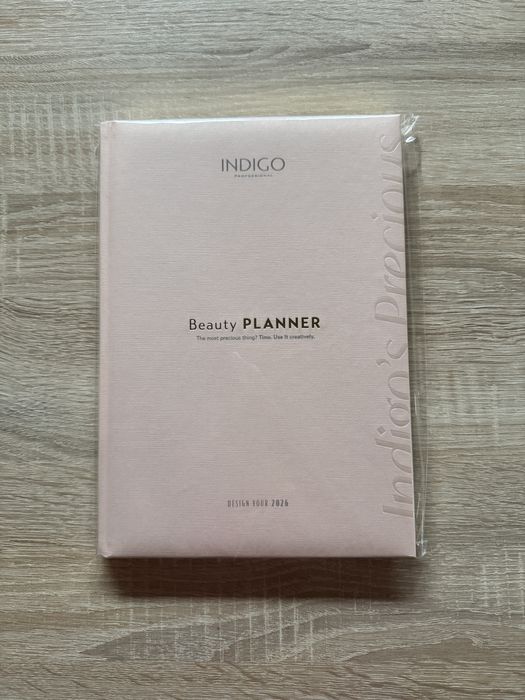 INDIGO
PROFESSIONAL
Beauty PLANNER
The most precious thing? Time. Use it creatively.
DESIGN YOUR 2026
Indigo's Precious